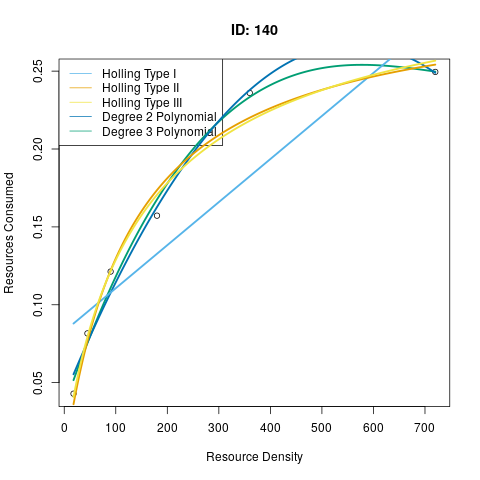 ID: 140
Holling Type I
Holling Type II
Holling Type III
Degree 2 Polynomial
Degree 3 Polynomial
Resources Consumed
0.25
0.20
0.15
0.10
0.05
0 100 200 300 400 500 600 700
Resource Density